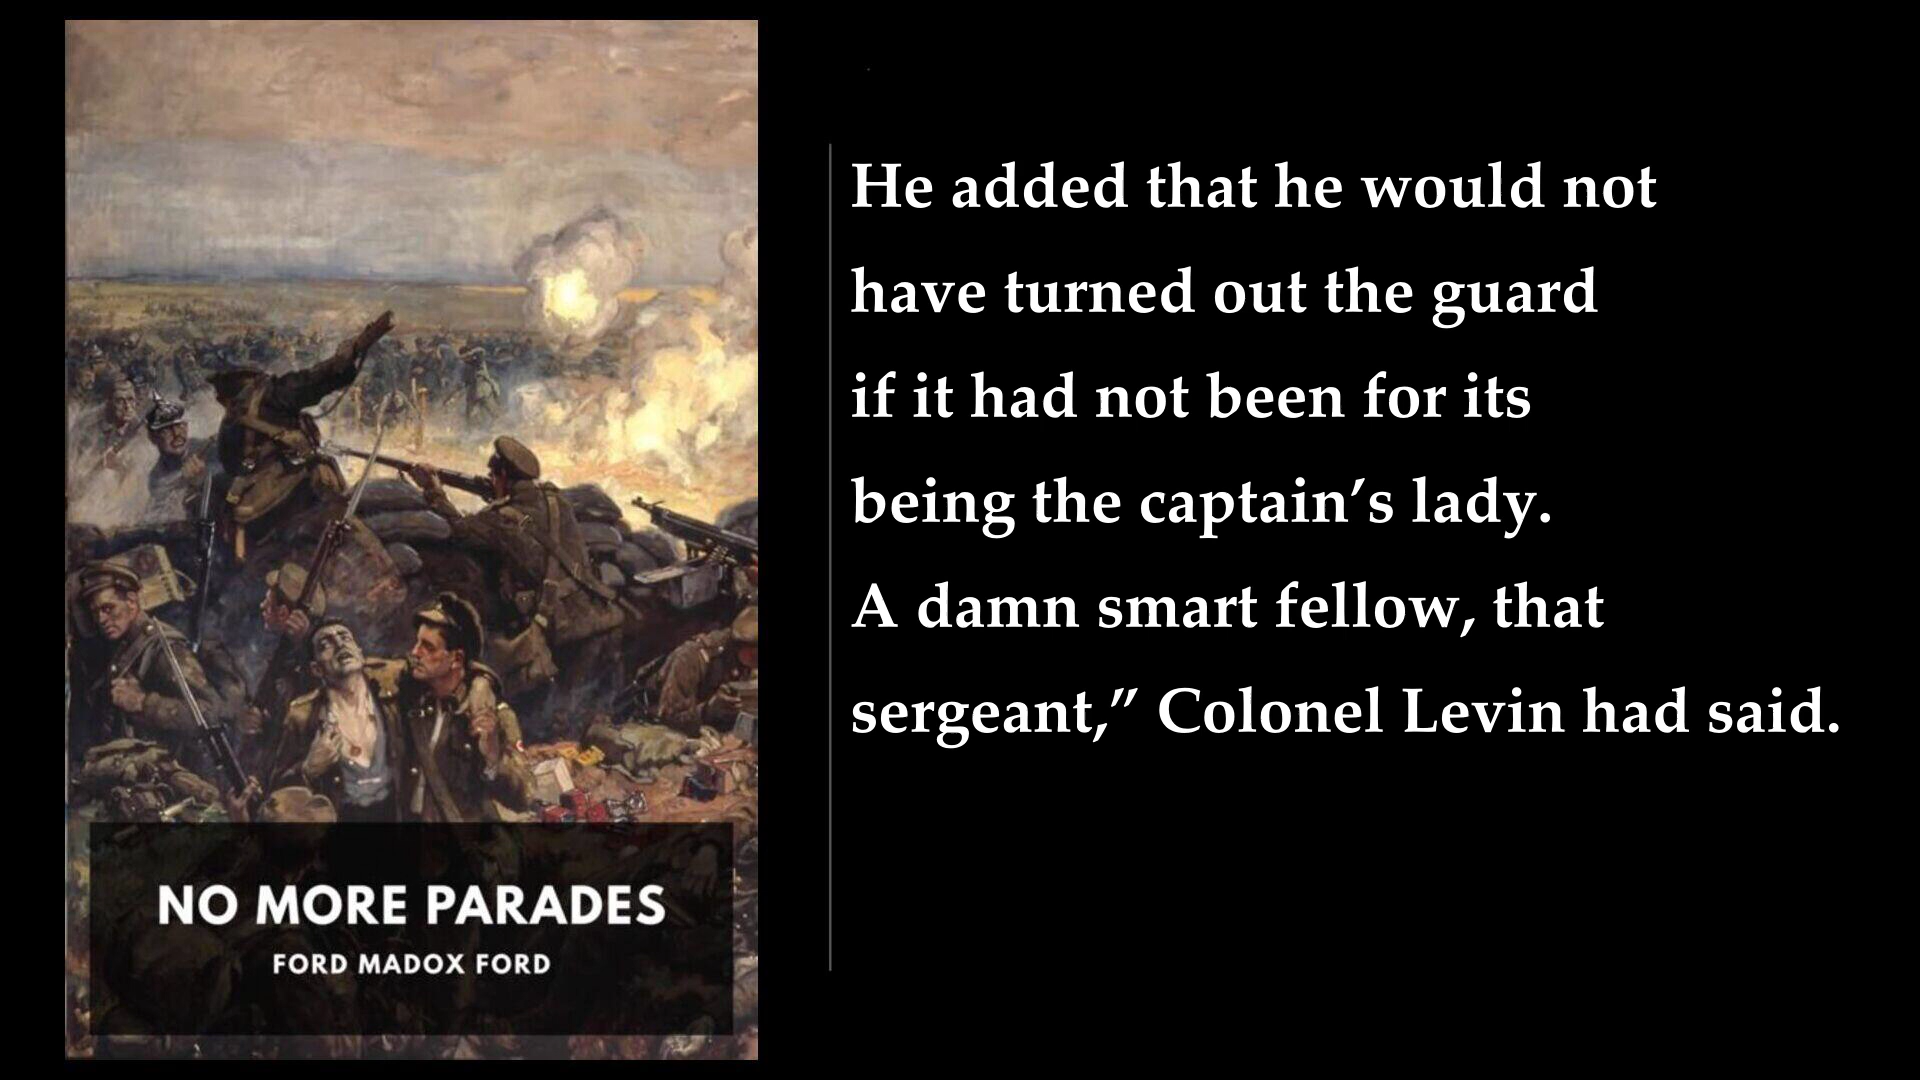 He added that he would not
have turned out the guard
if it had not been for its
being the captain’s lady.
A damn smart fellow, that
sergeant,” Colonel Levin had said.
NO MORE PARADES
FORD MADOX FORD